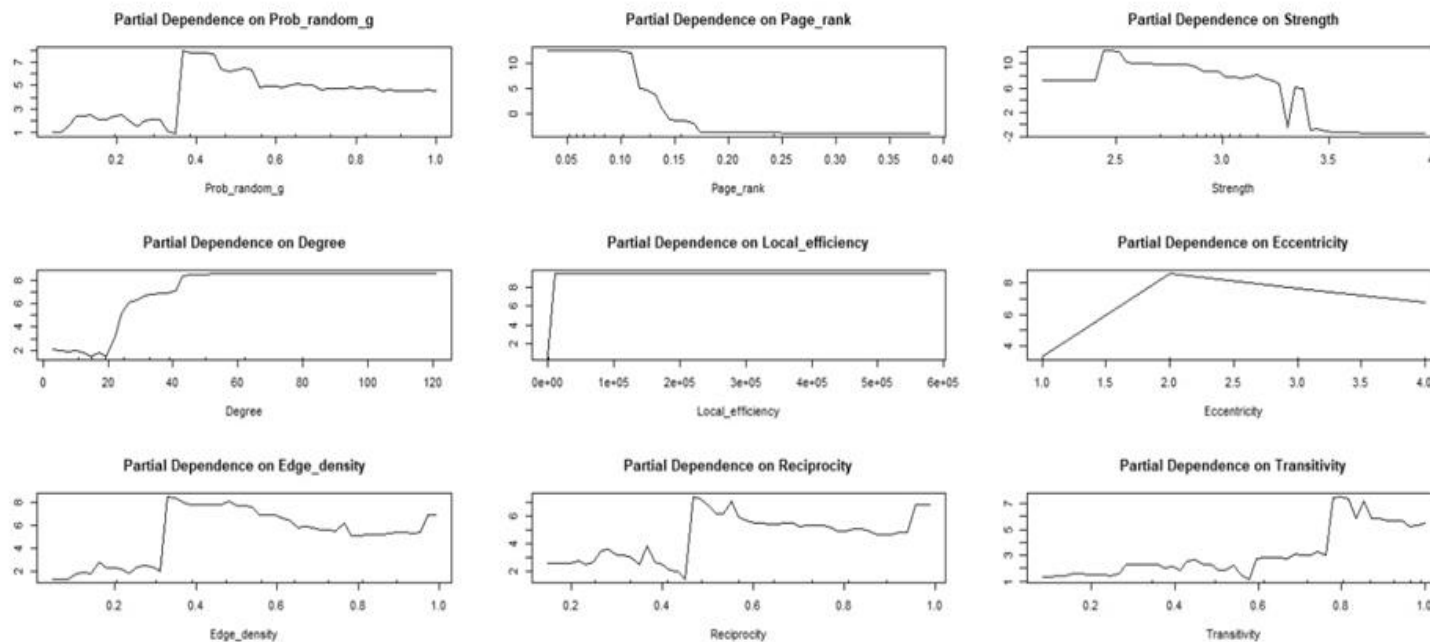 Partial Dependence on Prob_random_g
7
5
3
1
0.2 0.4 0.6 0.8 1.0
Prob_random_g
Partial Dependence on Page_rank
10
5
0
0.05 0.10 0.15 0.20 0.25 0.30 0.35 0.40
Page_rank
Partial Dependence on Strength
10
6
2
-2
2.5 3.0 3.5 4
Strength
Partial Dependence on Degree
8
6
4
2
0 20 40 60 80 100 120
Degree
Partial Dependence on Local_efficiency
8
6
4
2
0e+00 1e+05 2e+05 3e+05 4e+05 5e+05 6e+05
Local_efficiency
Partial Dependence on Eccentricity
8
6
4
1.0 1.5 2.0 2.5 3.0 3.5 4.0
Eccentricity
Partial Dependence on Edge_density
8
6
4
2
0.2 0.4 0.6 0.8 1.0
Edge_density
Partial Dependence on Reciprocity
6
4
2
0.2 0.4 0.6 0.8 1.0
Reciprocity
Partial Dependence on Transitivity
7
5
3
1
0.2 0.4 0.6 0.8 1.0
Transitivity